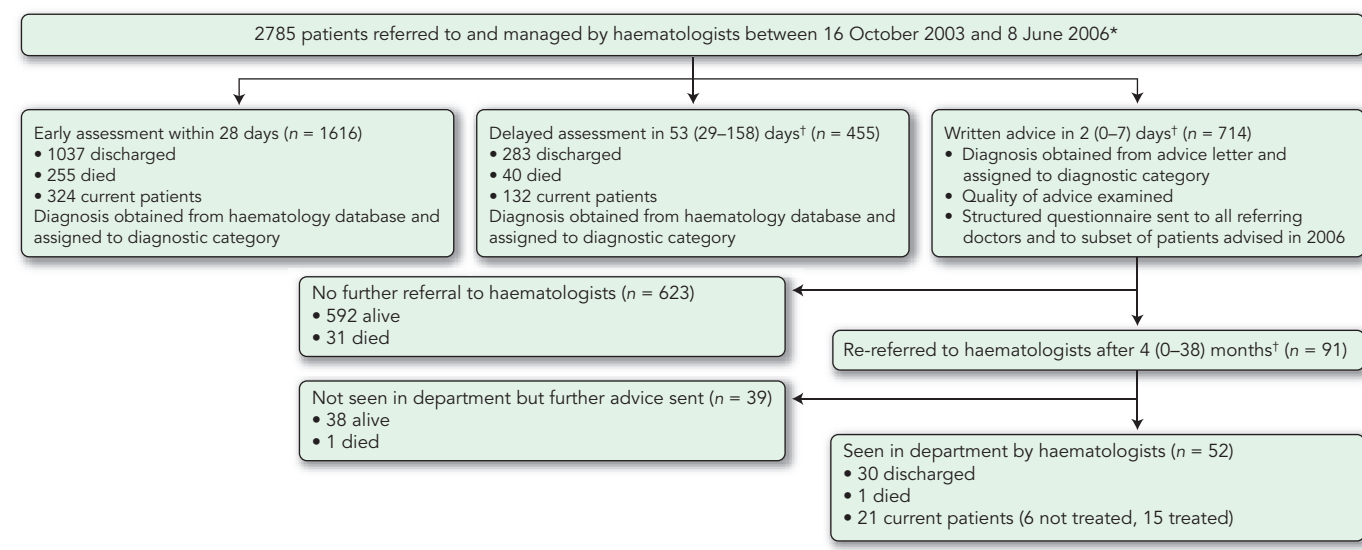 2785 patients referred to and managed by haematologists between 16 October 2003 and 8 June 2006*
Early assessment within 28 days (n = 1616)
• 1037 discharged
• 255 died
• 324 current patients
Diagnosis obtained from haematology database and
assigned to diagnostic category
Delayed assessment in 53 (29–158) days† (n = 455)
• 283 discharged
• 40 died
• 132 current patients
Diagnosis obtained from haematology database and
assigned to diagnostic category
Written advice in 2 (0–7) days† (n = 714)
• Diagnosis obtained from advice letter and
assigned to diagnostic category
• Quality of advice examined
• Structured questionnaire sent to all referring
doctors and to subset of patients advised in 2006
No further referral to haematologists (n = 623)
• 592 alive
• 31 died
Re-referred to haematologists after 4 (0–38) months† (n = 91)
Not seen in department but further advice sent (n = 39)
• 38 alive
• 1 died
Seen in department by haematologists (n = 52)
• 30 discharged
• 1 died
• 21 current patients (6 not treated, 15 treated)